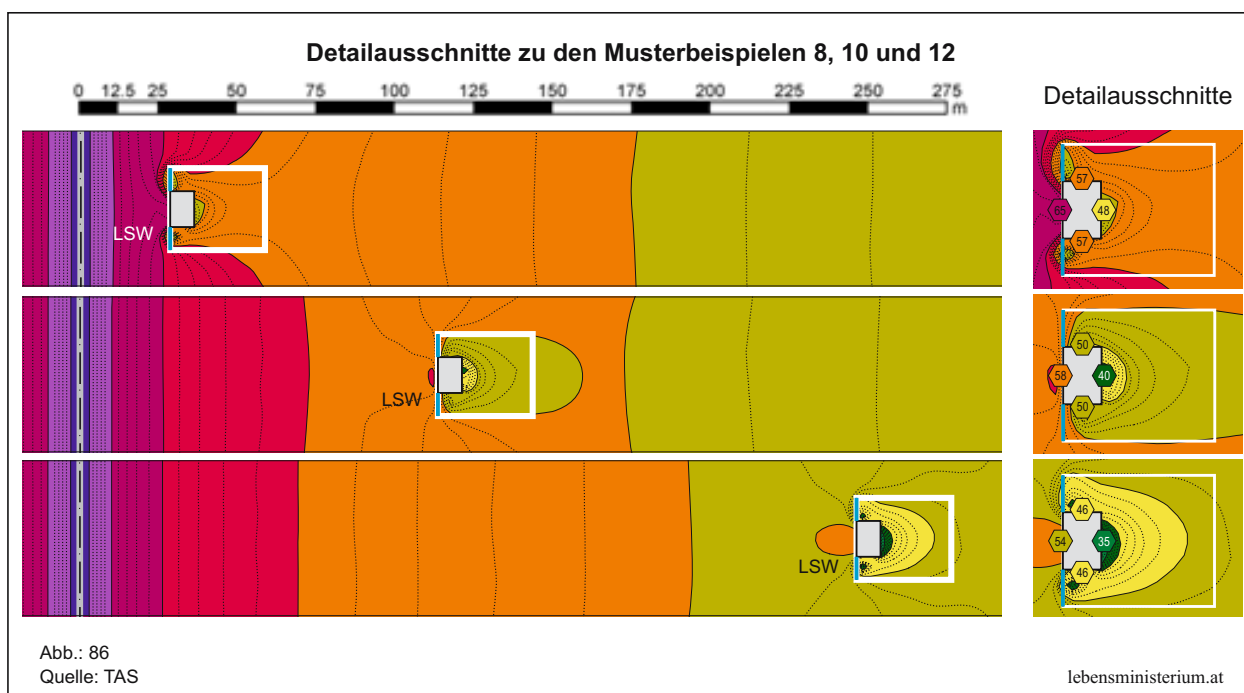 Detailausschnitte zu den Musterbeispielen 8, 10 und 12
0 12.5 25 50 75 100 125 150 175 200 225 250 275
m
Detailausschnitte
LSW
57
65 48
57
LSW
50
58 40
50
LSW
46
54 35
46
Abb.: 86
Quelle: TAS
lebensministerium.at